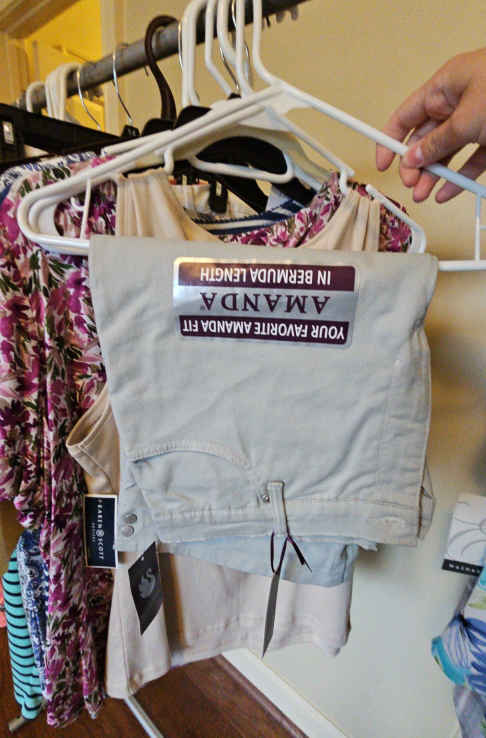 YOUR FAVORITE AMANDA FIT
AMANDA
IN BERMUDA LENGTH
KAREN SCOTT